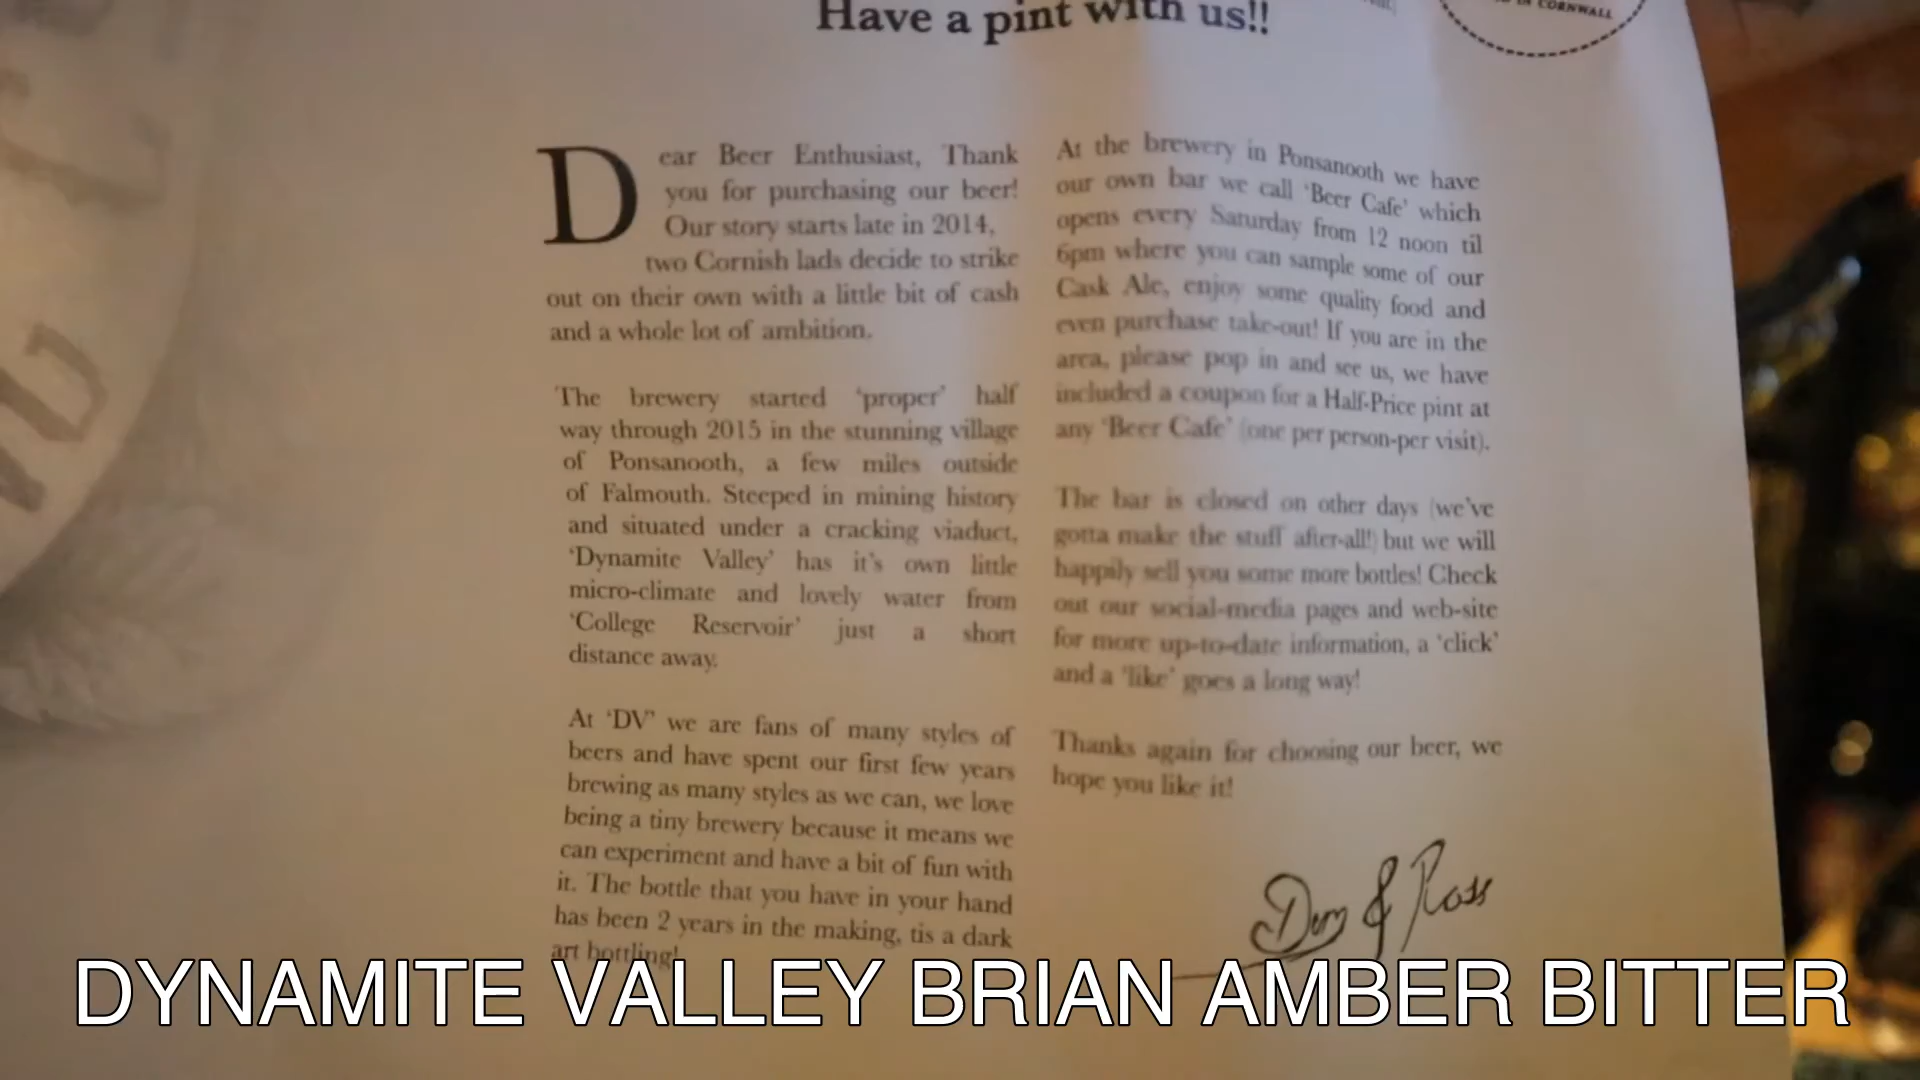 Have a pint with us!!
IN CORNWALL
Dear Beer Enthusiast, Thank
you for purchasing our beer!
Our story starts late in 2014,
two Cornish lads decide to strike
out on their own with a little bit of cash
and a whole lot of ambition.
The brewery started ‘proper’ half
way through 2015 in the stunning village
of Ponsanooth, a few miles outside
of Falmouth. Steeped in mining history
and situated under a cracking viaduct,
‘Dynamite Valley’ has it’s own little
micro-climate and lovely water from
‘College Reservoir’ just a short
distance away.
At ‘DV’ we are fans of many styles of
beers and have spent our first few years
brewing as many styles as we can, we love
being a tiny brewery because it means we
can experiment and have a bit of fun with
it. The bottle that you have in your hand
has been 2 years in the making, tis a dark
art bottling!
At the brewery in Ponsanooth we have
our own bar we call ‘Beer Cafe’ which
opens every Saturday from 12 noon til
6pm where you can sample some of our
Cask Ale, enjoy some quality food and
even purchase take-out! If you are in the
area, please pop in and see us, we have
included a coupon for a Half-Price pint at
any ‘Beer Cafe’ (one per person-per visit).
The bar is closed on other days (we’ve
gotta make the stuff after-all!) but we will
happily sell you some more bottles! Check
out our social-media pages and web-site
for more up-to-date information, a ‘click’
and a ‘like’ goes a long way!
Thanks again for choosing our beer, we
hope you like it!
& Ross
DYNAMITE VALLEY BRIAN AMBER BITTER